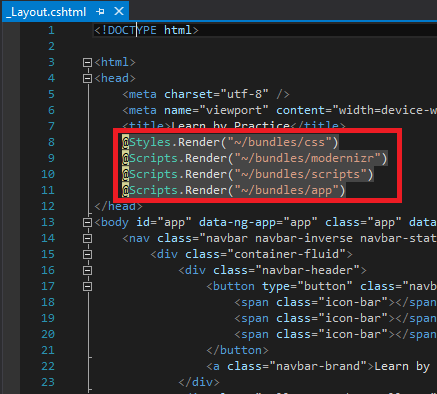 _Layout.cshtml
1 <!DOCTYPE html>
2
3 <html>
4 <head>
5 <meta charset="utf-8" />
6 <meta name="viewport" content="width=device-w
7 <title>Learn by Practice</title>
8 @Styles.Render("~/bundles/css")
9 @Scripts.Render("~/bundles/modernizr")
10 @Scripts.Render("~/bundles/scripts")
11 @Scripts.Render("~/bundles/app")
12 </head>
13 <body id="app" data-ng-app="app" class="app" data
14 <nav class="navbar navbar-inverse navbar-stat
15 <div class="container-fluid">
16 <div class="navbar-header">
17 <button type="button" class="navb
18 <span class="icon-bar"></span
19 <span class="icon-bar"></span
20 <span class="icon-bar"></span
21 </button>
22 <a class="navbar-brand">Learn by
23 </div>